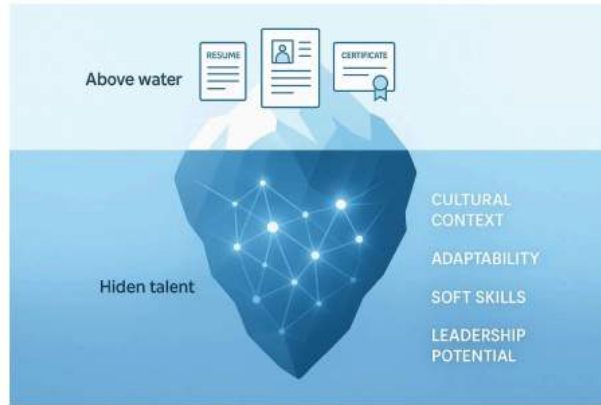 RESUME
CERTIFICATE
Above water
CULTURAL
CONTEXT
ADAPTABILITY
Hiden talent
SOFT SKILLS
LEADERSHIP
POTENTIAL